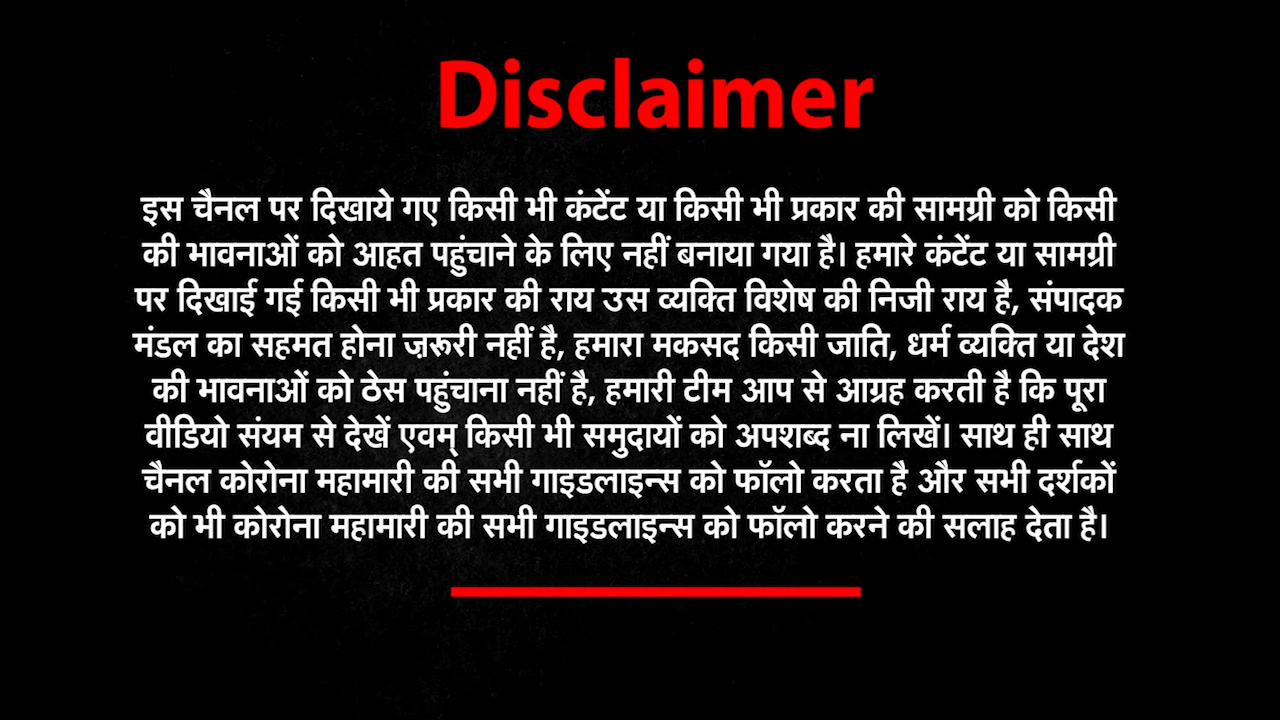 Disclaimer
इस चैनल पर दिखाये गए किसी भी कंटेंट या किसी भी प्रकार की सामग्री को किसी
की भावनाओं को आहत पहुंचाने के लिए नहीं बनाया गया है। हमारे कंटेंट या सामग्री
पर दिखाई गई किसी भी प्रकार की राय उस व्यक्ति विशेष की निजी राय है, संपादक
मंडल का सहमत होना ज़रूरी नहीं है, हमारा मकसद किसी जाति, धर्म व्यक्ति या देश
की भावनाओं को ठेस पहुंचाना नहीं है, हमारी टीम आप से आग्रह करती है कि पूरा
वीडियो संयम से देखें एवम् किसी भी समुदायों को अपशब्द ना लिखें। साथ ही साथ
चैनल कोरोना महामारी की सभी गाइडलाइन्स को फॉलो करता है और सभी दर्शकों
को भी कोरोना महामारी की सभी गाइडलाइन्स को फॉलो करने की सलाह देता है।